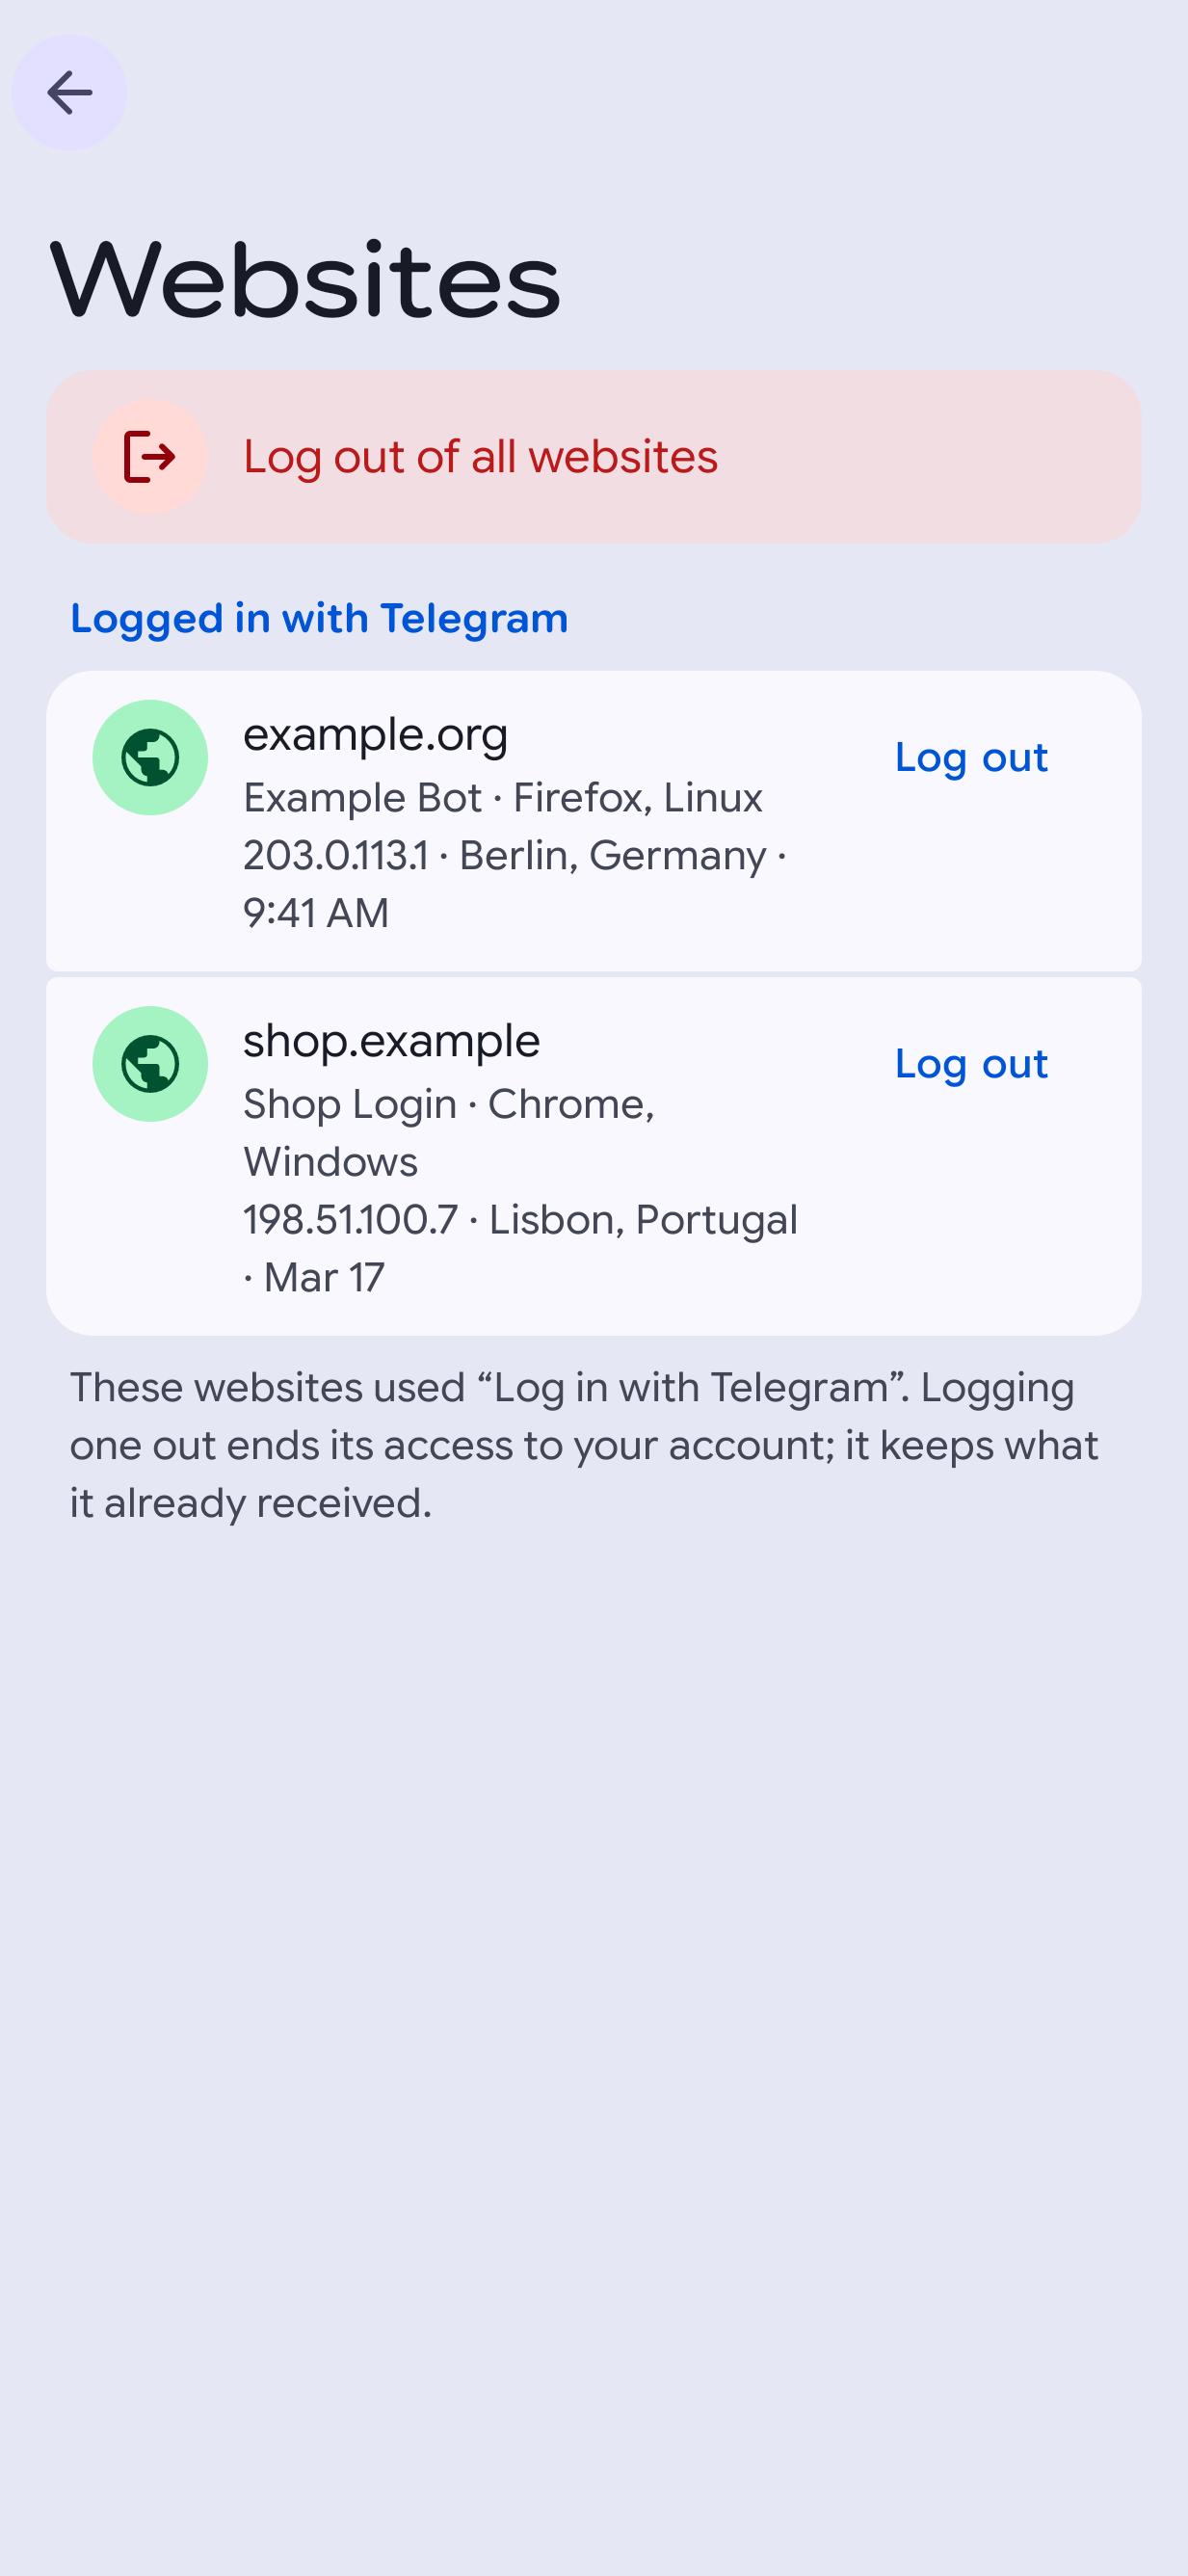 Websites
Log out of all websites
Logged in with Telegram
example.org
Log out
Example Bot · Firefox, Linux
203.0.113.1 · Berlin, Germany ·
9:41 AM
shop.example
Log out
Shop Login · Chrome,
Windows
198.51.100.7 · Lisbon, Portugal
· Mar 17
These websites used “Log in with Telegram”. Logging
one out ends its access to your account; it keeps what
it already received.